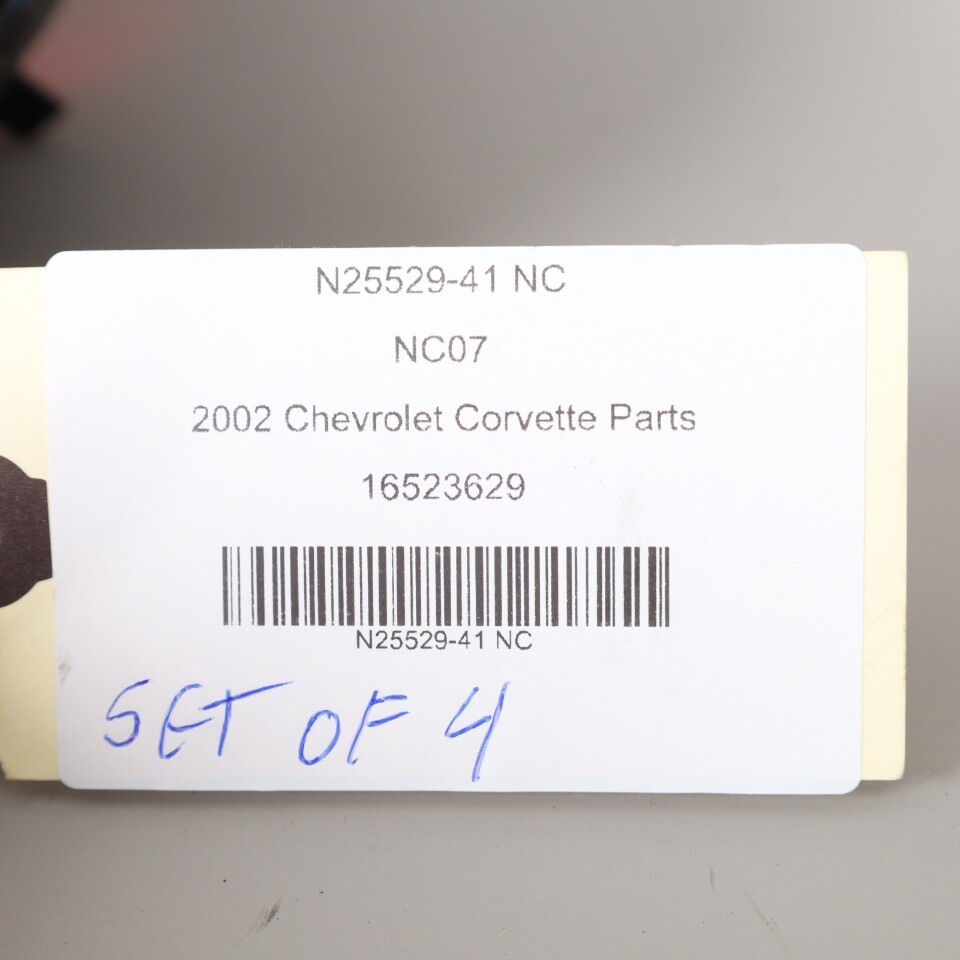 N25529-41 NC
NC07
2002 Chevrolet Corvette Parts
16523629
N25529-41 NC
SET OF 4